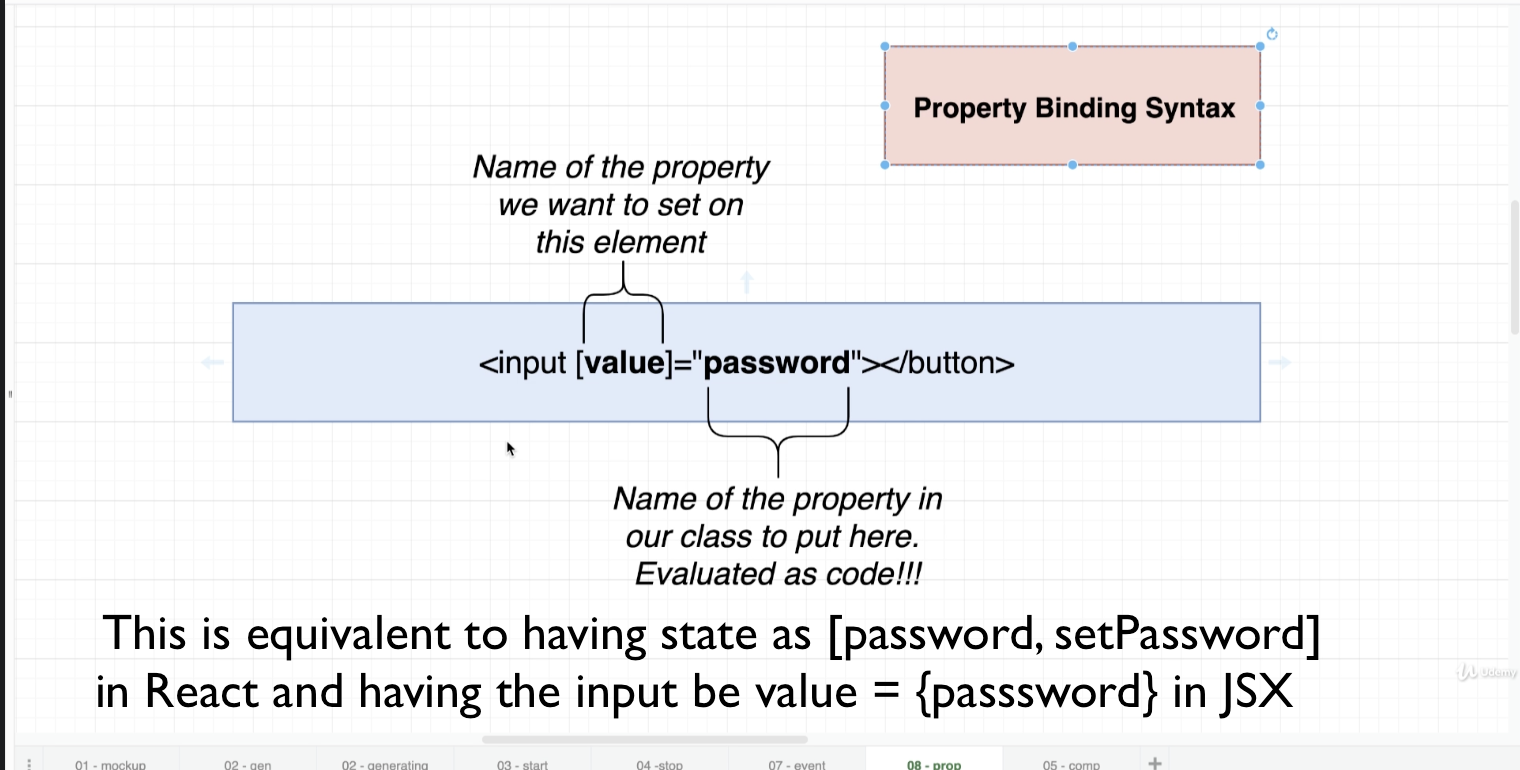 Property Binding Syntax
Name of the property
we want to set on
this element
<input [value]="password"></button>
Name of the property in
our class to put here.
Evaluated as code!!!
This is equivalent to having state as [password, setPassword]
in React and having the input be value = {passsword} in JSX
Udemy
01 - mockup 02 - gen 02 - generating 03 - start 04 -stop 07 - event 08 - prop 05 - comp +